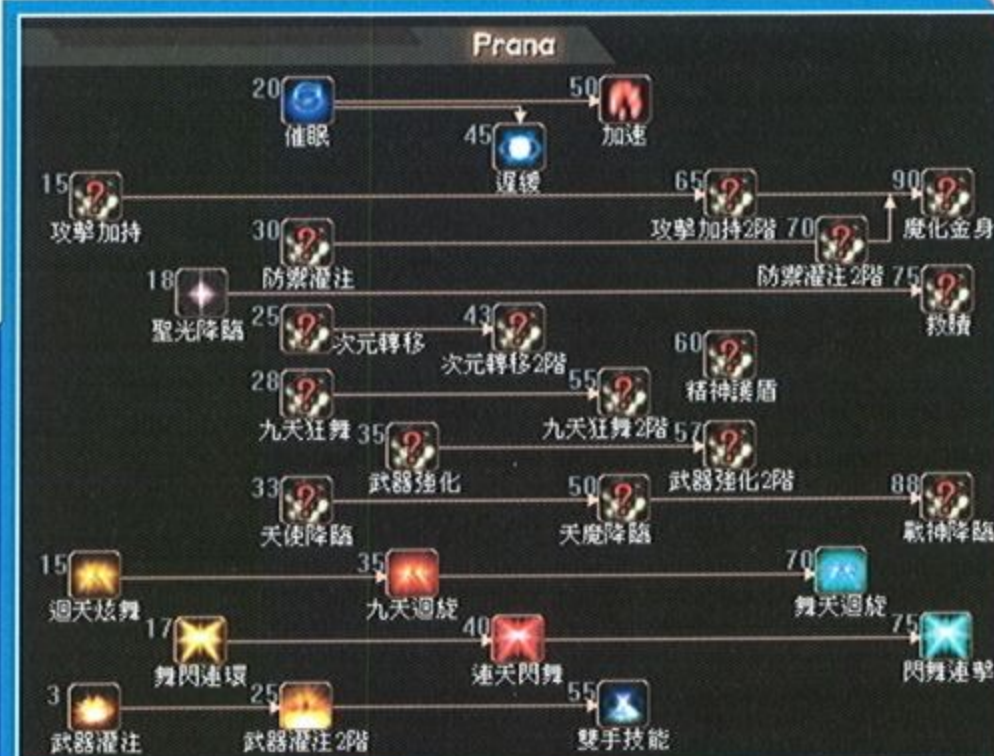 Prana
20
50
催眠
加速
45
遲緩
15
65
90
攻擊加持
攻擊加持2階
魔化金身
30
70
防禦灌注
防禦灌注2階
18
75
聖光降臨
救贖
25
43
次元轉移
次元轉移2階
60
精神護盾
28
55
九天狂舞
九天狂舞2階
35
57
武器強化
武器強化2階
33
50
88
天使降臨
天魔降臨
戰神降臨
15
35
70
迴天炫舞
九天迴旋
舞天迴旋
17
40
75
舞閃連環
連天閃舞
閃舞連擊
3
25
55
武器灌注
武器灌注2階
雙手技能